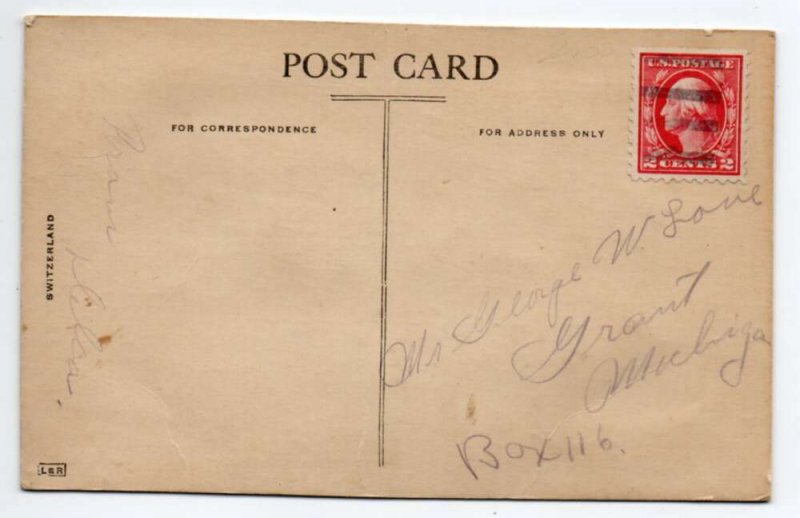 POST CARD
FOR CORRESPONDENCE
FOR ADDRESS ONLY
U.S. POSTAGE
2 CENTS 2
SWITZERLAND
From
Mr George W. Love
Grant
Michigan
Box 116.
L&R